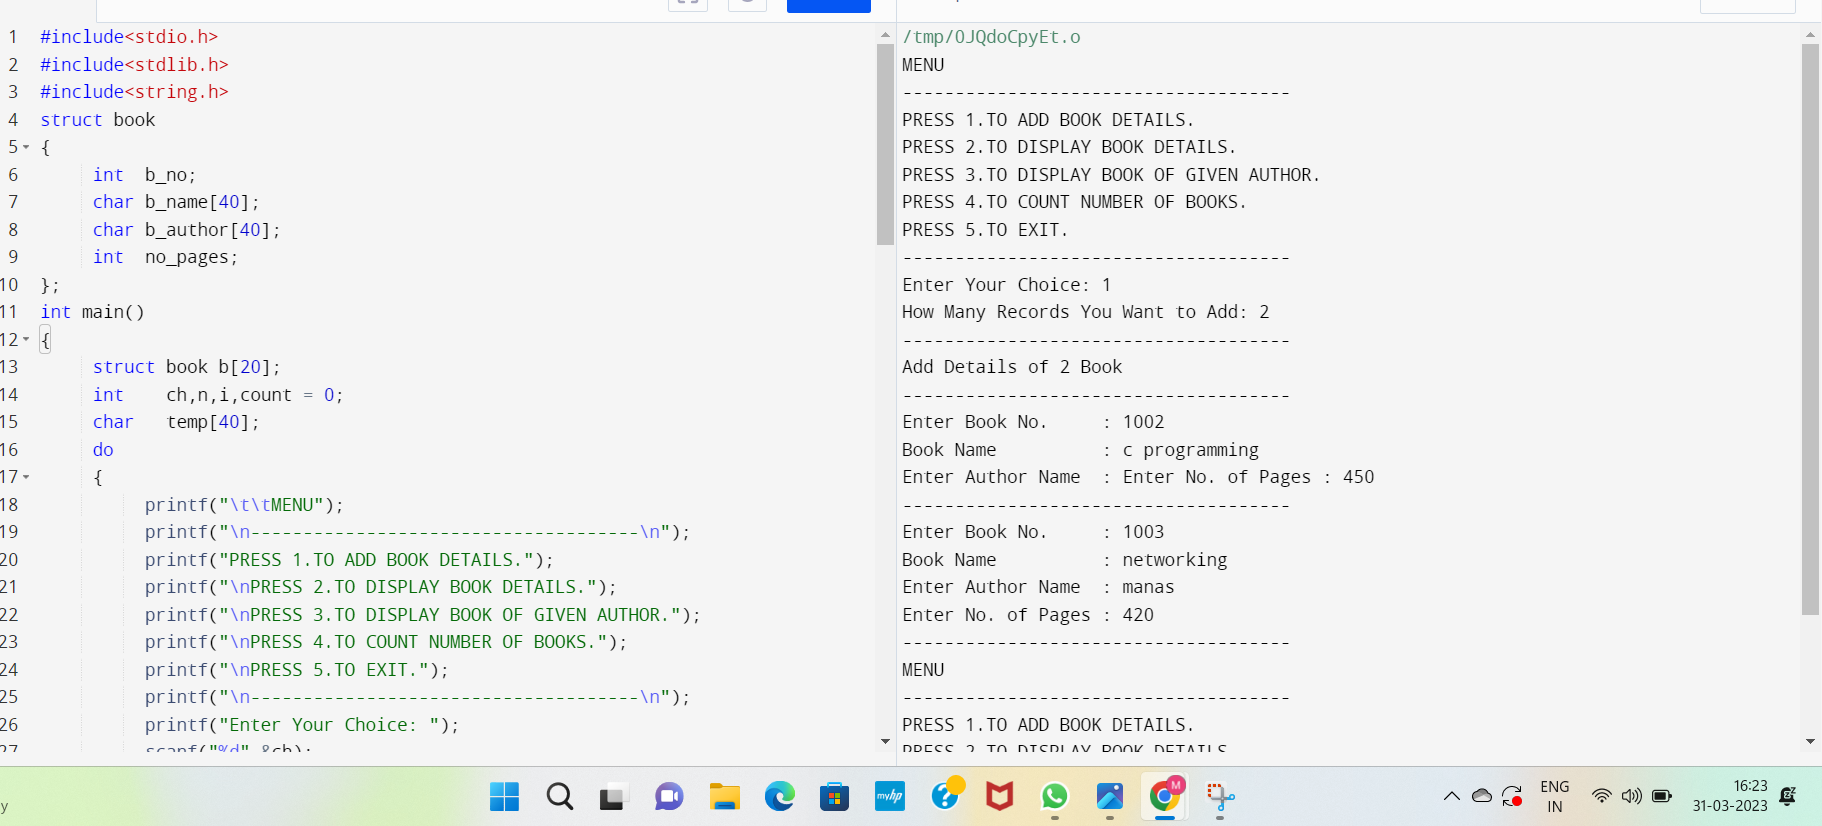 1 #include<stdio.h>
2 #include<stdlib.h>
3 #include<string.h>
4 struct book
5 {
6 int b_no;
7 char b_name[40];
8 char b_author[40];
9 int no_pages;
10 };
11 int main()
12 {
13 struct book b[20];
14 int ch,n,i,count = 0;
15 char temp[40];
16 do
17 {
18 printf("\t\tMENU");
19 printf("\n-------------------------------------\n");
20 printf("PRESS 1.TO ADD BOOK DETAILS.");
21 printf("\nPRESS 2.TO DISPLAY BOOK DETAILS.");
22 printf("\nPRESS 3.TO DISPLAY BOOK OF GIVEN AUTHOR.");
23 printf("\nPRESS 4.TO COUNT NUMBER OF BOOKS.");
24 printf("\nPRESS 5.TO EXIT.");
25 printf("\n-------------------------------------\n");
26 printf("Enter Your Choice: ");
27 scanf("%d",&ch);
/tmp/0JQdoCpyEt.o
MENU
-------------------------------------
PRESS 1.TO ADD BOOK DETAILS.
PRESS 2.TO DISPLAY BOOK DETAILS.
PRESS 3.TO DISPLAY BOOK OF GIVEN AUTHOR.
PRESS 4.TO COUNT NUMBER OF BOOKS.
PRESS 5.TO EXIT.
-------------------------------------
Enter Your Choice: 1
How Many Records You Want to Add: 2
-------------------------------------
Add Details of 2 Book
-------------------------------------
Enter Book No. : 1002
Book Name : c programming
Enter Author Name : Enter No. of Pages : 450
-------------------------------------
Enter Book No. : 1003
Book Name : networking
Enter Author Name : manas
Enter No. of Pages : 420
-------------------------------------
MENU
-------------------------------------
PRESS 1.TO ADD BOOK DETAILS.
PRESS 2.TO DISPLAY BOOK DETAILS
y
myhp
M
ENG
IN
16:23
31-03-2023